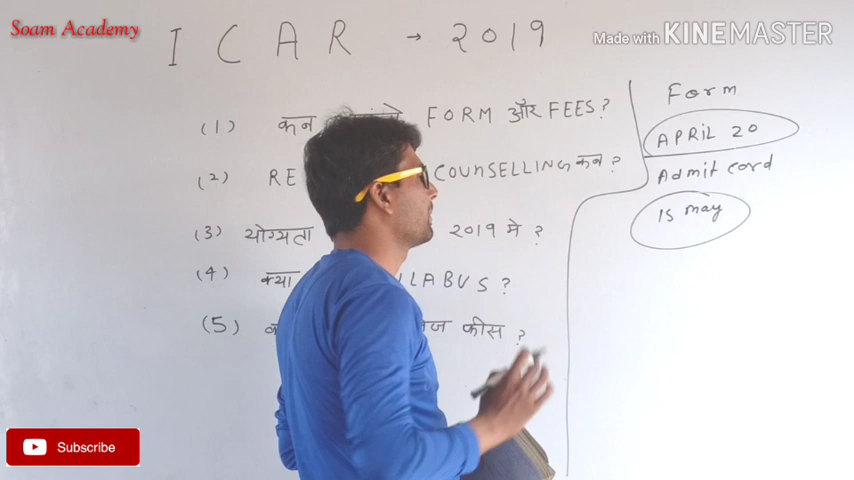 Soam Academy
ICAR → 2019
Made with KINEMASTER
(1) कब FORM और FEES?
(2) RE COUNSELLING कब?
(3) योग्यता 2019 मे?
(4) क्या LABUS?
(5) फीस?
Form
APRIL 20
Admit card
15 may
Subscribe